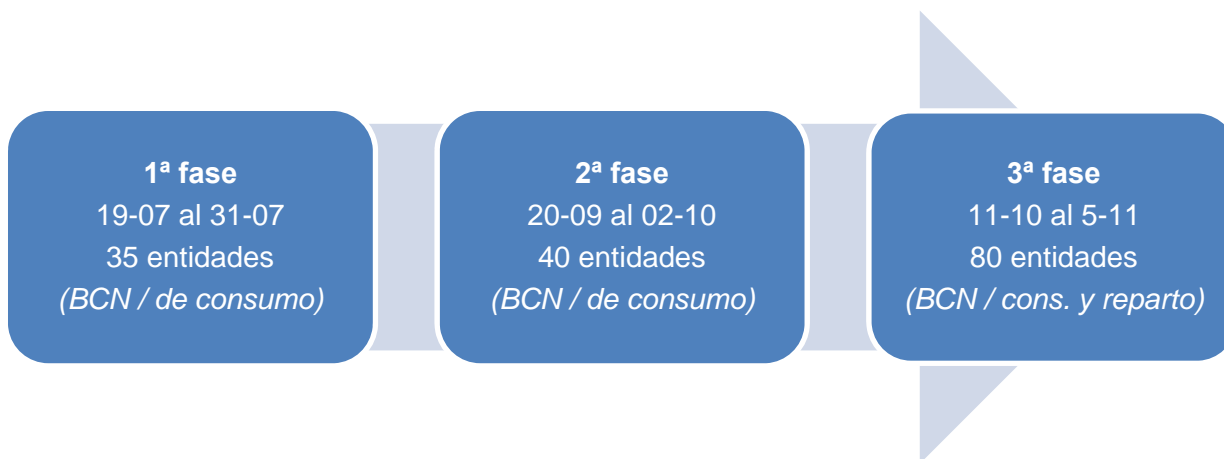 1ª fase
19-07 al 31-07
35 entidades
(BCN / de consumo)
2ª fase
20-09 al 02-10
40 entidades
(BCN / de consumo)
3ª fase
11-10 al 5-11
80 entidades
(BCN / cons. y reparto)